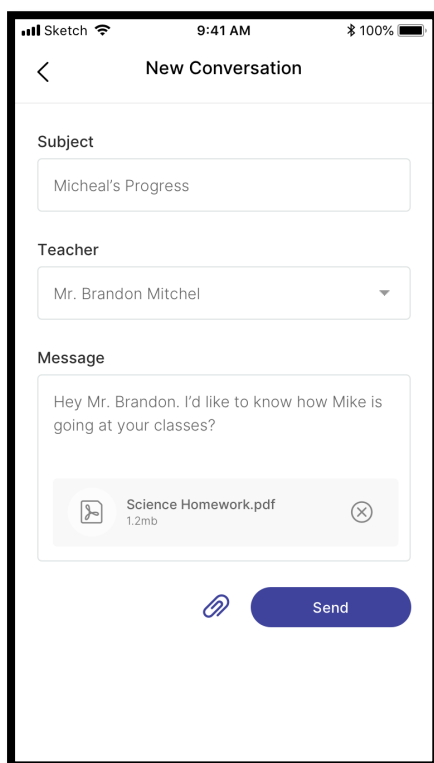 Sketch 9:41 AM 100%
New Conversation
Subject
Micheal's Progress
Teacher
Mr. Brandon Mitchel
Message
Hey Mr. Brandon. I'd like to know how Mike is
going at your classes?
Science Homework.pdf
1.2mb
Send